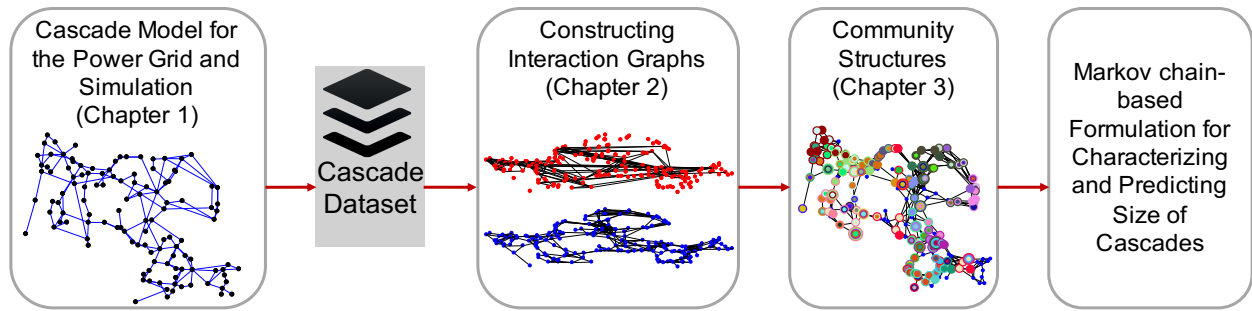 Cascade Model for
the Power Grid and
Simulation
(Chapter 1)
Cascade
Dataset
Constructing
Interaction Graphs
(Chapter 2)
Community
Structures
(Chapter 3)
Markov chain-
based
Formulation for
Characterizing
and Predicting
Size of
Cascades